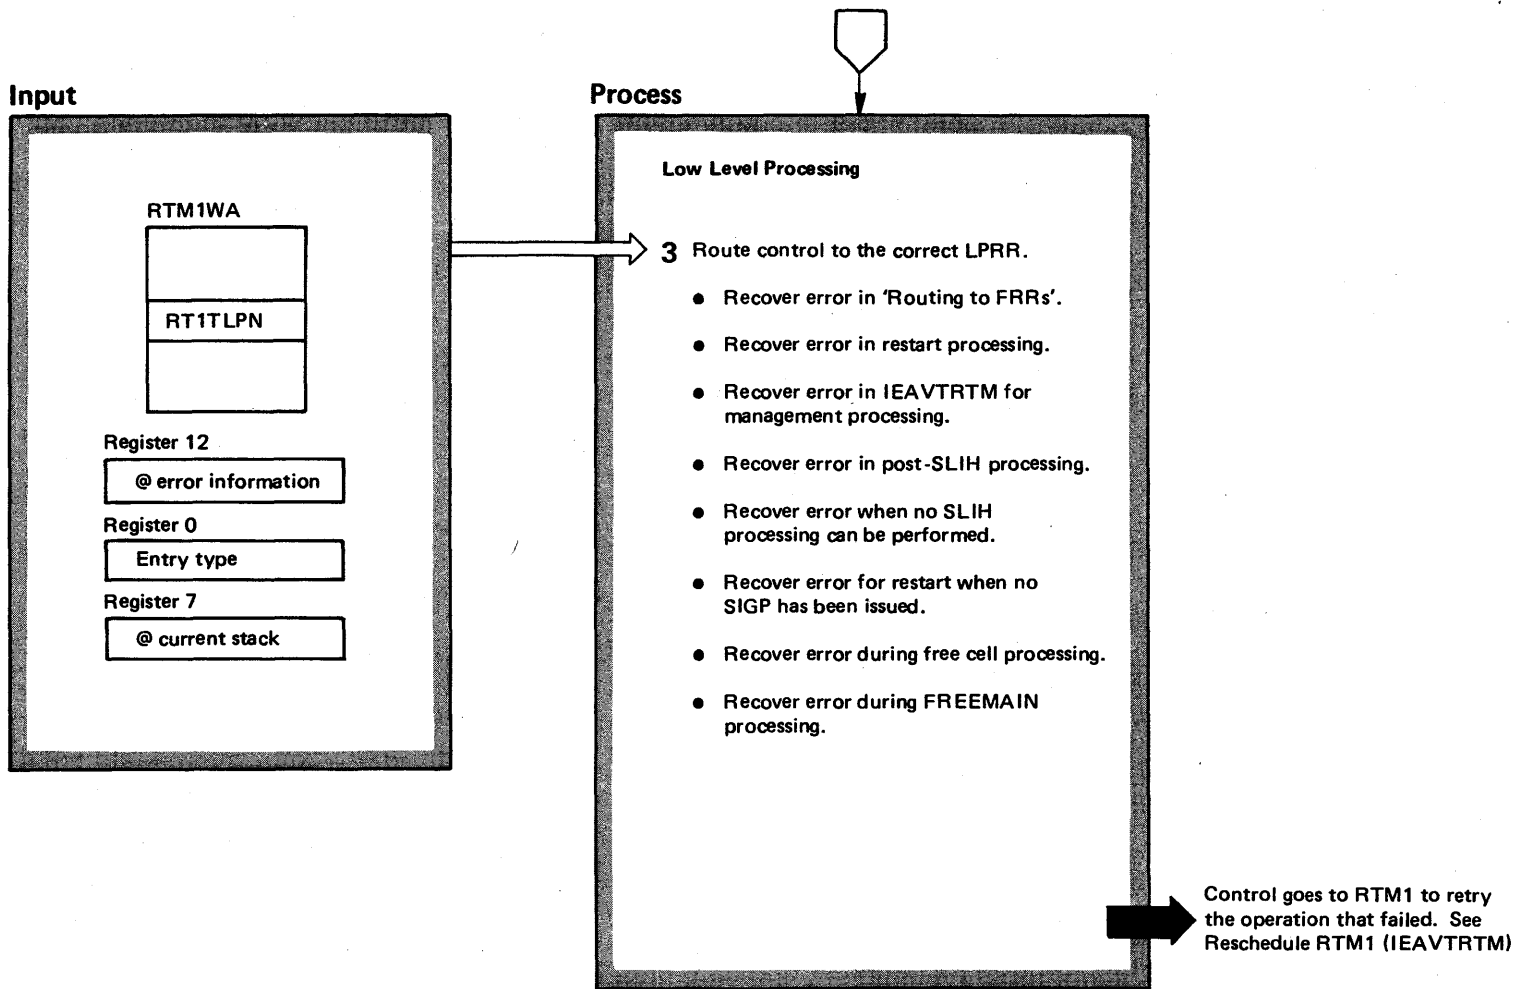 Input
RTM1WA
RT1TLPN
Register 12
@ error information
Register 0
Entry type
Register 7
@ current stack
Process
Low Level Processing
3 Route control to the correct LPRR.
● Recover error in ‘Routing to FRRs’.
● Recover error in restart processing.
● Recover error in IEAVTRTM for
management processing.
● Recover error in post-SLIH processing.
● Recover error when no SLIH
processing can be performed.
● Recover error for restart when no
SIGP has been issued.
● Recover error during free cell processing.
● Recover error during FREEMAIN
processing.
Control goes to RTM1 to retry
the operation that failed. See
Reschedule RTM1 (IEAVTRTM)